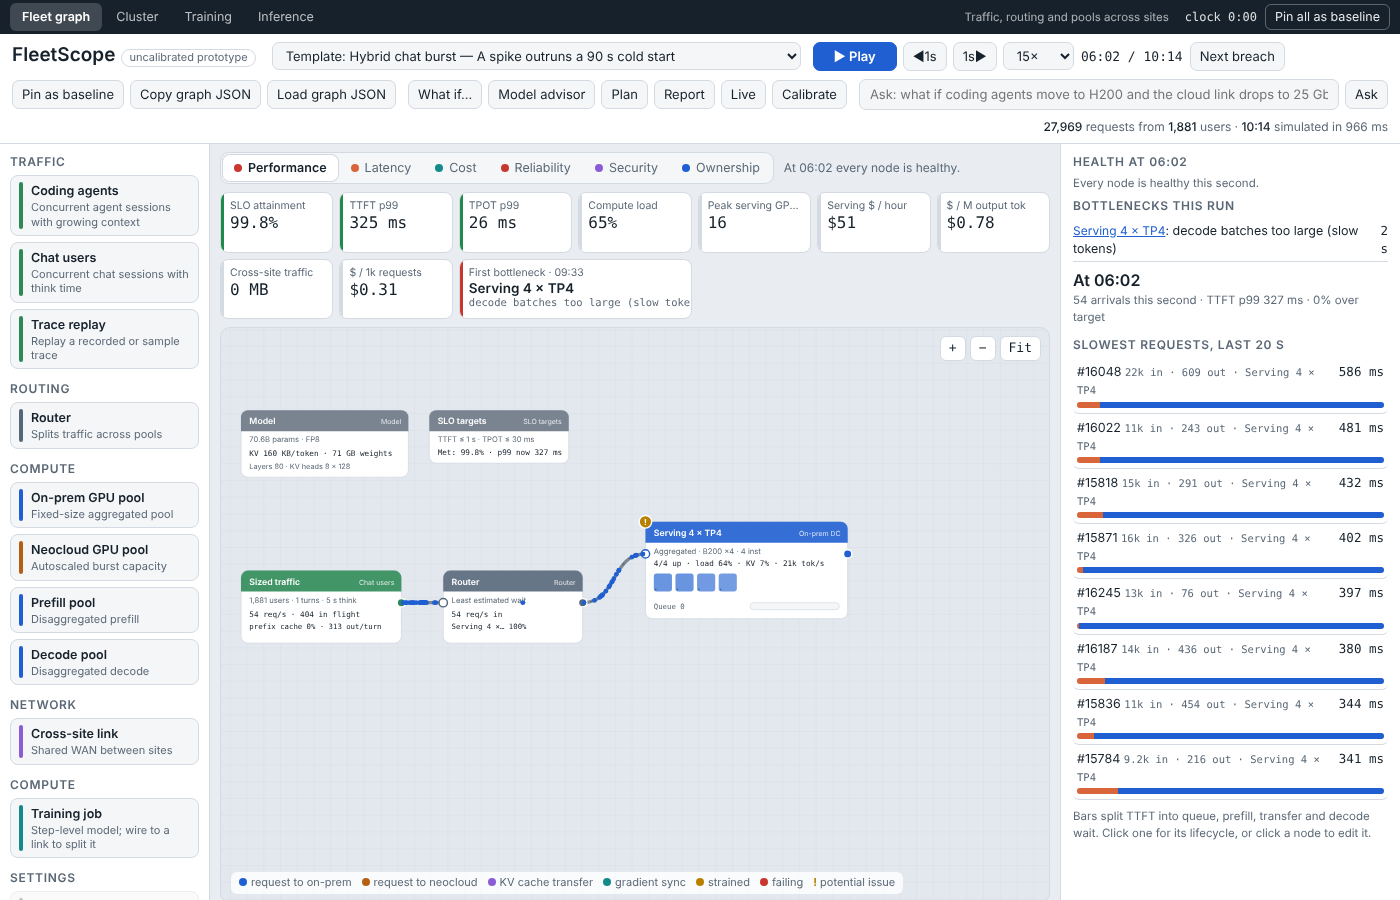 Fleet graph
Cluster
Training
Inference
Traffic, routing and pools across sites
clock 0:00
Pin all as baseline
FleetScope
uncalibrated prototype
Template: Hybrid chat burst — A spike outruns a 90 s cold start
▶ Play
◀1s
1s▶
15×
06:02 / 10:14
Next breach
Pin as baseline
Copy graph JSON
Load graph JSON
What if...
Model advisor
Plan
Report
Live
Calibrate
Ask: what if coding agents move to H200 and the cloud link drops to 25 Gb
Ask
27,969 requests from 1,881 users · 10:14 simulated in 966 ms
TRAFFIC
Coding agents
Concurrent agent sessions
with growing context
Chat users
Concurrent chat sessions with
think time
Trace replay
Replay a recorded or sample
trace
ROUTING
Router
Splits traffic across pools
COMPUTE
On-prem GPU pool
Fixed-size aggregated pool
Neocloud GPU pool
Autoscaled burst capacity
Prefill pool
Disaggregated prefill
Decode pool
Disaggregated decode
NETWORK
Cross-site link
Shared WAN between sites
COMPUTE
Training job
Step-level model; wire to a
link to split it
SETTINGS
Performance
Latency
Cost
Reliability
Security
Ownership
At 06:02 every node is healthy.
SLO attainment
99.8%
TTFT p99
325 ms
TPOT p99
26 ms
Compute load
65%
Peak serving GP...
16
Serving $ / hour
$51
$ / M output tok
$0.78
Cross-site traffic
0 MB
$ / 1k requests
$0.31
First bottleneck · 09:33
Serving 4 × TP4
decode batches too large (slow toke
+
−
Fit
Model
Model
70.6B params · FP8
KV 160 KB/token · 71 GB weights
Layers 80 · KV heads 8 × 128
SLO targets
SLO targets
TTFT ≤ 1 s · TPOT ≤ 30 ms
Met: 99.8% · p99 now 327 ms
Sized traffic
Chat users
1,881 users · 1 turns · 5 s think
54 req/s · 404 in flight
prefix cache 0% · 313 out/turn
Router
Router
Least estimated wait
54 req/s in
Serving 4 ×… 100%
!
Serving 4 × TP4
On-prem DC
Aggregated · B200 ×4 · 4 inst
4/4 up · load 64% · KV 7% · 21k tok/s
Queue 0
request to on-prem
request to neocloud
KV cache transfer
gradient sync
strained
failing
! potential issue
HEALTH AT 06:02
Every node is healthy this second.
BOTTLENECKS THIS RUN
Serving 4 × TP4: decode batches too large (slow 2
tokens) s
At 06:02
54 arrivals this second · TTFT p99 327 ms · 0% over
target
SLOWEST REQUESTS, LAST 20 S
#16048 22k in · 609 out · Serving 4 × 586 ms
TP4
#16022 11k in · 243 out · Serving 4 × 481 ms
TP4
#15818 15k in · 291 out · Serving 4 × 432 ms
TP4
#15871 16k in · 326 out · Serving 4 × 402 ms
TP4
#16245 13k in · 76 out · Serving 4 × 397 ms
TP4
#16187 14k in · 436 out · Serving 4 × 380 ms
TP4
#15836 11k in · 454 out · Serving 4 × 344 ms
TP4
#15784 9.2k in · 216 out · Serving 4 × 341 ms
TP4
Bars split TTFT into queue, prefill, transfer and decode
wait. Click one for its lifecycle, or click a node to edit it.